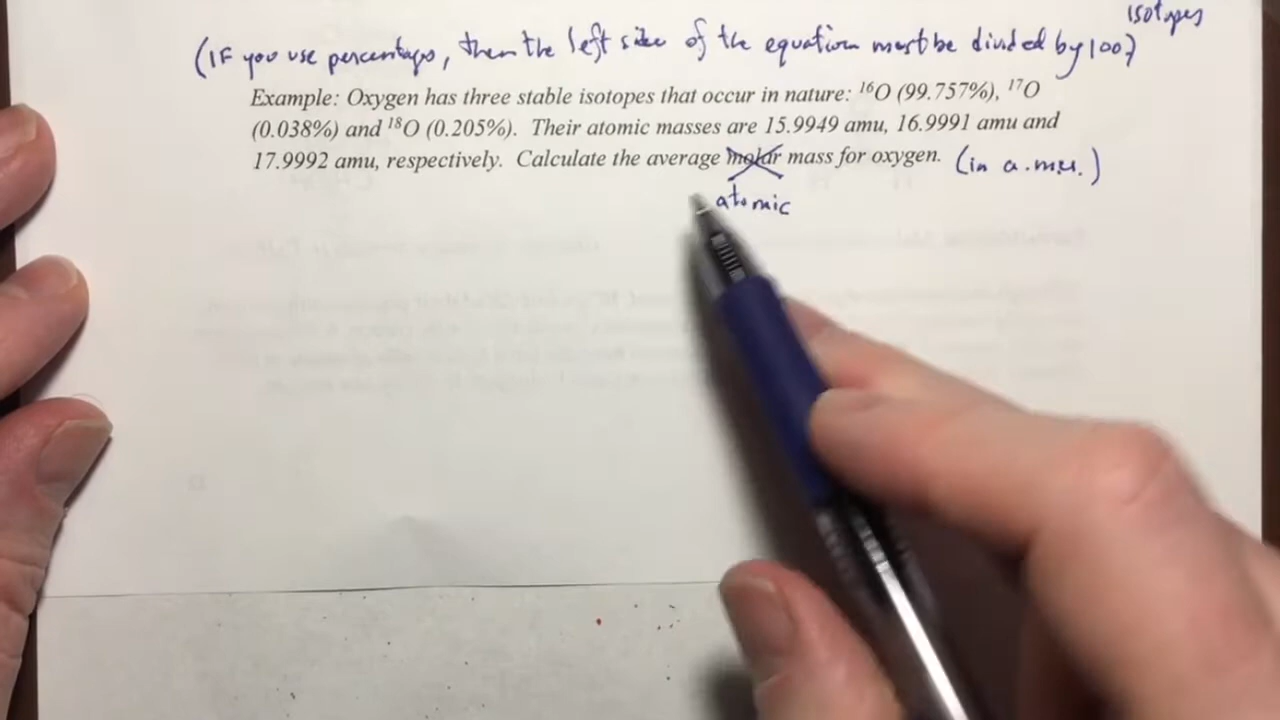 isotopes
(IF you use percentages, then the left side of the equation must be divided by 100)
Example: Oxygen has three stable isotopes that occur in nature: ¹⁶O (99.757%), ¹⁷O
(0.038%) and ¹⁸O (0.205%). Their atomic masses are 15.9949 amu, 16.9991 amu and
17.9992 amu, respectively. Calculate the average molar mass for oxygen. (in a.m.u.)
atomic